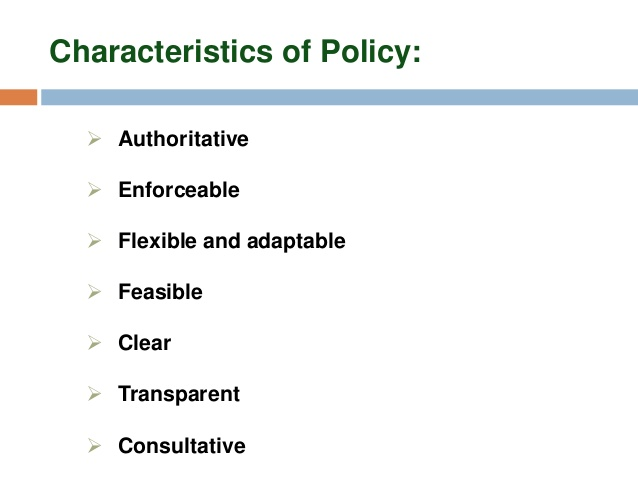 Characteristics of Policy:
Authoritative
Enforceable
Flexible and adaptable
Feasible
Clear
Transparent
Consultative